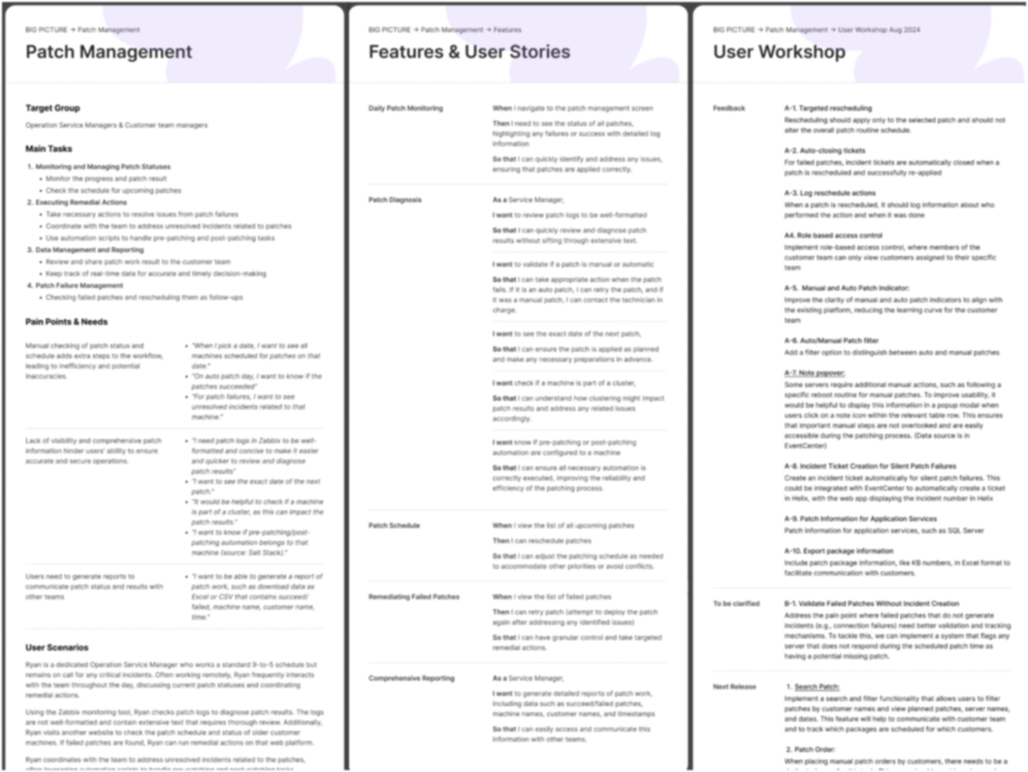 BIG PICTURE → Patch Management
Patch Management
Target Group
Operation Service Managers & Customer team managers
Main Tasks
1. Monitoring and Managing Patch Statuses
• Monitor the progress and patch result
• Check the schedule for upcoming patches
2. Executing Remedial Actions
• Take necessary actions to resolve issues from patch failures
• Coordinate with the team to address unresolved incidents related to patches
• Use automation scripts to handle pre-patching and post-patching tasks
3. Data Management and Reporting
• Review and share patch work result to the customer team
• Keep track of real-time data for accurate and timely decision-making
4. Patch Failure Management
• Checking failed patches and rescheduling them as follow-ups
Pain Points & Needs
Manual checking of patch status and
schedule adds extra steps to the workflow,
leading to inefficiency and potential
inaccuracies.
• "When I pick a date, I want to see all
machines scheduled for patches on that
date."
• "On auto patch day, I want to know if the
patches succeeded"
• "For patch failures, I want to see
unresolved incidents related to that
machine."
Lack of visibility and comprehensive patch
information hinder users' ability to ensure
accurate and secure operations.
• "I need patch logs in Zabbix to be well-
formatted and concise to make it easier
and quicker to review and diagnose
patch results"
• "I want to see the exact date of the next
patch."
• "It would be helpful to check if a machine
is part of a cluster, as this can impact the
patch results."
• "I want to know if pre-patching/post-
patching automation belongs to that
machine (source: Salt Stack)."
Users need to generate reports to
communicate patch status and results with
other teams
• "I want to be able to generate a report of
patch work, such as download data as
Excel or CSV that contains succeed/
failed, machine name, customer name,
time."
User Scenarios
Ryan is a dedicated Operation Service Manager who works a standard 9-to-5 schedule but
remains on call for any critical incidents. Often working remotely, Ryan frequently interacts
with the team throughout the day, discussing current patch statuses and coordinating
remedial actions.
Using the Zabbix monitoring tool, Ryan checks patch logs to diagnose patch results. The logs
are not well-formatted and contain extensive text that requires thorough review. Additionally,
Ryan visits another website to check the patch schedule and status of older customer
machines. If failed patches are found, Ryan can run remedial actions on that web platform.
Ryan coordinates with the team to address unresolved incidents related to the patches,
BIG PICTURE → Patch Management → Features
Features & User Stories
Daily Patch Monitoring
When I navigate to the patch management screen
Then I need to see the status of all patches,
highlighting any failures or success with detailed log
information
So that I can quickly identify and address any issues,
ensuring that patches are applied correctly.
Patch Diagnosis
As a Service Manager,
I want to review patch logs to be well-formatted
So that I can quickly review and diagnose patch
results without sifting through extensive text.
I want to validate if a patch is manual or automatic
So that I can take appropriate action when the patch
fails. If it is an auto patch, I can retry the patch, and if
it was a manual patch, I can contact the technician in
charge.
I want to see the exact date of the next patch,
So that I can ensure the patch is applied as planned
and make any necessary preparations in advance.
I want check if a machine is part of a cluster,
So that I can understand how clustering might impact
patch results and address any related issues
accordingly.
I want know if pre-patching or post-patching
automation are configured to a machine
So that I can ensure all necessary automation is
correctly executed, improving the reliability and
efficiency of the patching process.
Patch Schedule
When I view the list of all upcoming patches
Then I can reschedule patches
So that I can adjust the patching schedule as needed
to accommodate other priorities or avoid conflicts.
Remediating Failed Patches
When I view the list of failed patches
Then I can retry patch (attempt to deploy the patch
again after addressing any identified issues)
So that I can have granular control and take targeted
remedial actions.
Comprehensive Reporting
As a Service Manager,
I want to generate detailed reports of patch work,
including data such as succeed/failed patches,
machine names, customer names, and timestamps
So that I can easily access and communicate this
information with other teams.
BIG PICTURE → Patch Management → User Workshop Aug 2024
User Workshop
Feedback
A-1. Targeted rescheduling
Rescheduling should apply only to the selected patch and should not
alter the overall patch routine schedule.
A-2. Auto-closing tickets
For failed patches, incident tickets are automatically closed when a
patch is rescheduled and successfully re-applied
A-3. Log reschedule actions
When a patch is rescheduled, it should log information about who
performed the action and when it was done
A4. Role based access control
Implement role-based access control, where members of the
customer team can only view customers assigned to their specific
team
A-5. Manual and Auto Patch Indicator:
Improve the clarity of manual and auto patch indicators to align with
the existing platform, reducing the learning curve for the customer
team
A-6. Auto/Manual Patch filter
Add a filter option to distinguish between auto and manual patches
A-7. Note popover:
Some servers require additional manual actions, such as following a
specific reboot routine for manual patches. To improve usability, it
would be helpful to display this information in a popup modal when
users click on a note icon within the relevant table row. This ensures
that important manual steps are not overlooked and are easily
accessible during the patching process. (Data source is in
EventCenter)
A-8. Incident Ticket Creation for Silent Patch Failures
Create an incident ticket automatically for silent patch failures. This
could be integrated with EventCenter to automatically create a ticket
in Helix, with the web app displaying the incident number in Helix
A-9. Patch Information for Application Services
Patch information for application services, such as SQL Server
A-10. Export package information
Include patch package information, like KB numbers, in Excel format to
facilitate communication with customers.
To be clarified
B-1. Validate Failed Patches Without Incident Creation
Address the pain point where failed patches that do not generate
incidents (e.g., connection failures) need better validation and tracking
mechanisms. To tackle this, we can implement a system that flags any
server that does not respond during the scheduled patch time as
having a potential missing patch.
Next Release
1. Search Patch:
Implement a search and filter functionality that allows users to filter
patches by customer names and view planned patches, server names,
and dates. This feature will help to communicate with customer team
and to track which packages are scheduled for which customers.
2. Patch Order:
When placing manual patch orders by customers, there needs to be a